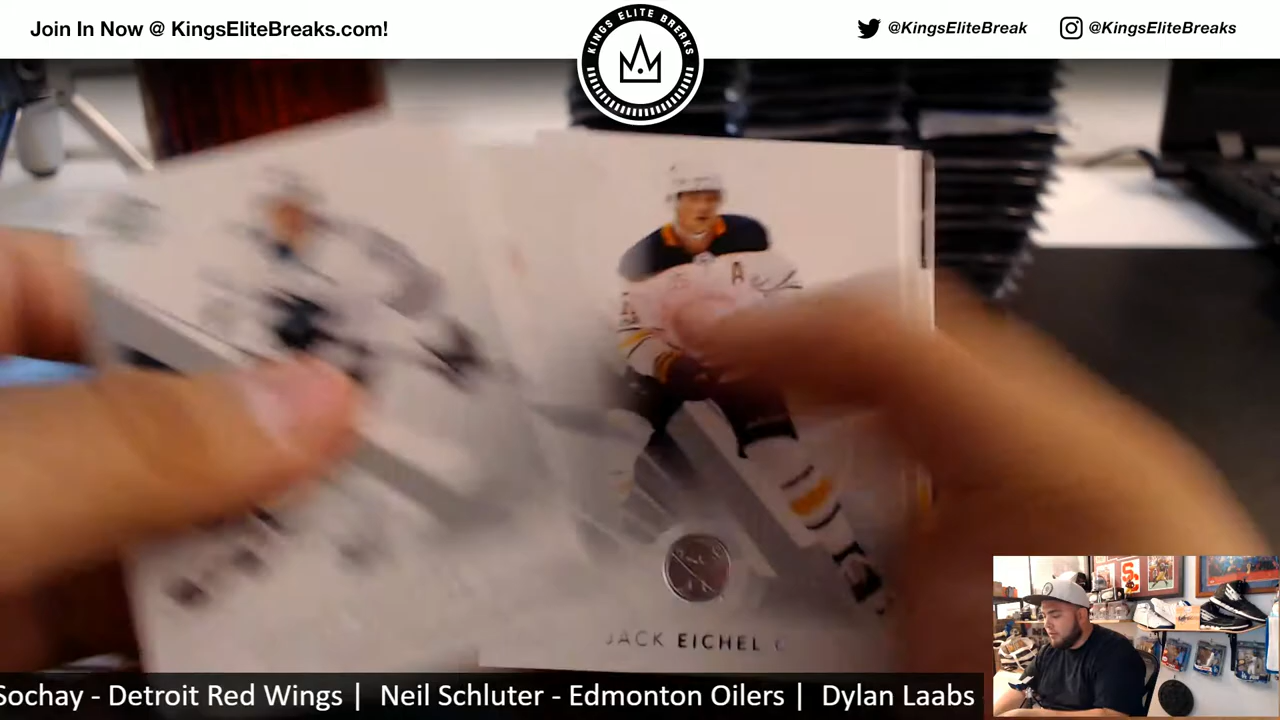 Join In Now @ KingsEliteBreaks.com!
KINGS ELITE BREAKS
@KingsEliteBreak
@KingsEliteBreaks
A
JACK EICHEL C
Sochay - Detroit Red Wings | Neil Schluter - Edmonton Oilers | Dylan Laabs